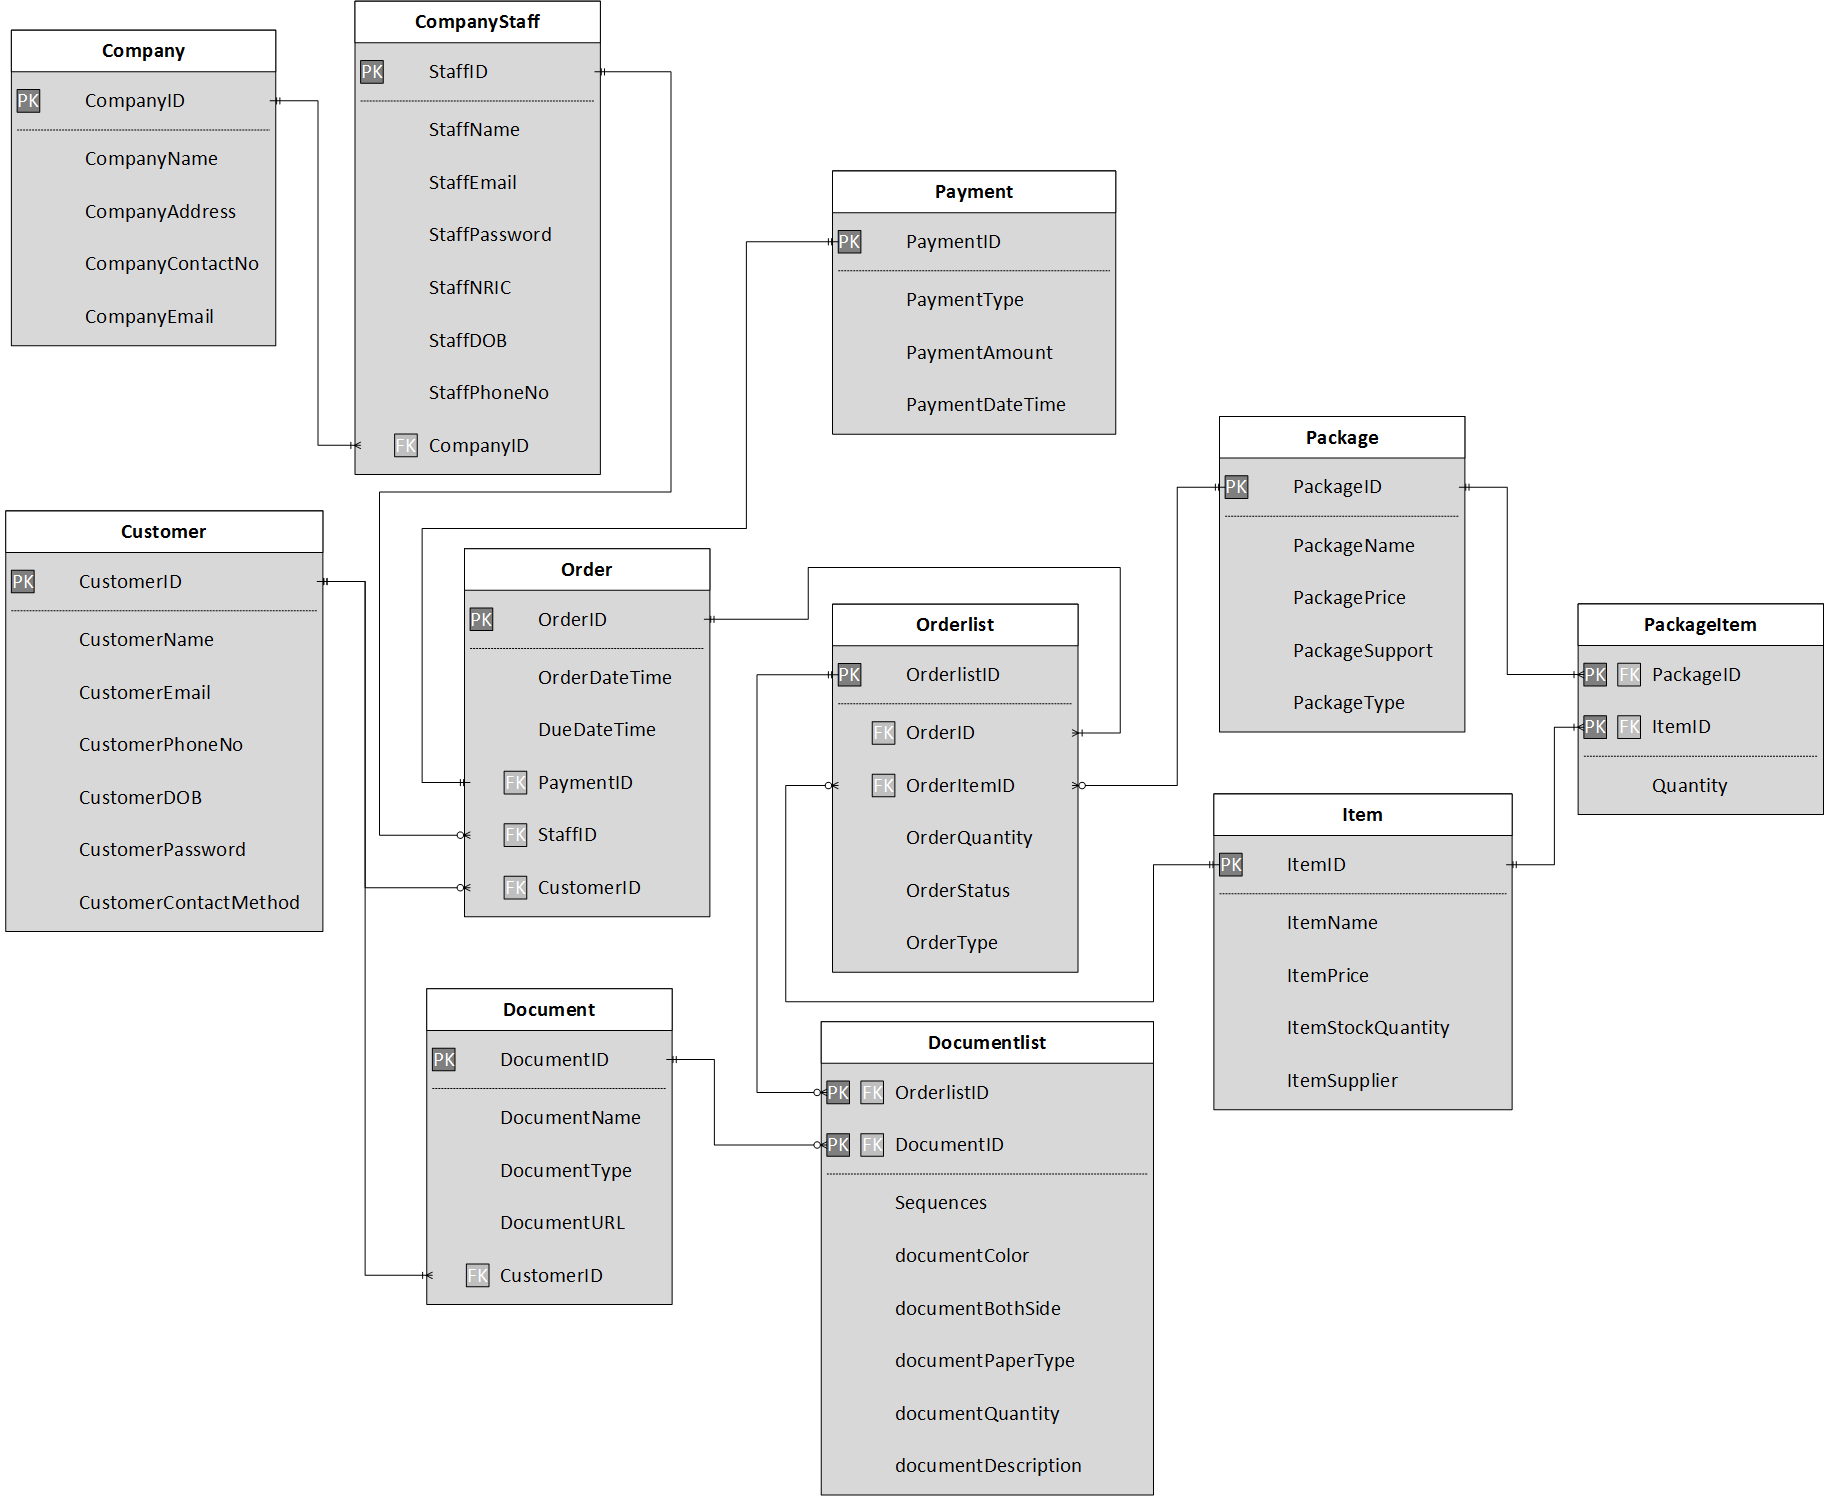 Company
PK CompanyID
CompanyName
CompanyAddress
CompanyContactNo
CompanyEmail
CompanyStaff
PK StaffID
StaffName
StaffEmail
StaffPassword
StaffNRIC
StaffDOB
StaffPhoneNo
FK CompanyID
Payment
PK PaymentID
PaymentType
PaymentAmount
PaymentDateTime
Customer
PK CustomerID
CustomerName
CustomerEmail
CustomerPhoneNo
CustomerDOB
CustomerPassword
CustomerContactMethod
Order
PK OrderID
OrderDateTime
DueDateTime
FK PaymentID
FK StaffID
FK CustomerID
Orderlist
PK OrderlistID
FK OrderID
FK OrderItemID
OrderQuantity
OrderStatus
OrderType
Package
PK PackageID
PackageName
PackagePrice
PackageSupport
PackageType
PackageItem
PK FK PackageID
PK FK ItemID
Quantity
Item
PK ItemID
ItemName
ItemPrice
ItemStockQuantity
ItemSupplier
Document
PK DocumentID
DocumentName
DocumentType
DocumentURL
FK CustomerID
Documentlist
PK FK OrderlistID
PK FK DocumentID
Sequences
documentColor
documentBothSide
documentPaperType
documentQuantity
documentDescription